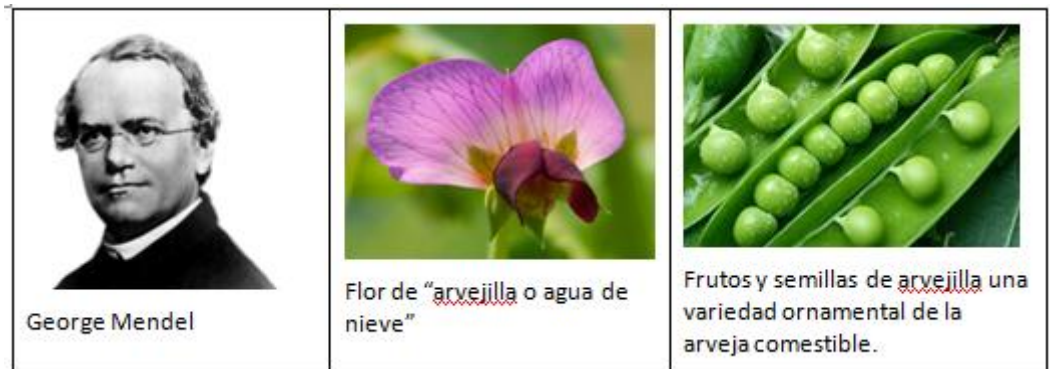 George Mendel
Flor de “arvejilla o agua de
nieve”
Frutos y semillas de arvejilla una
variedad ornamental de la
arveja comestible.